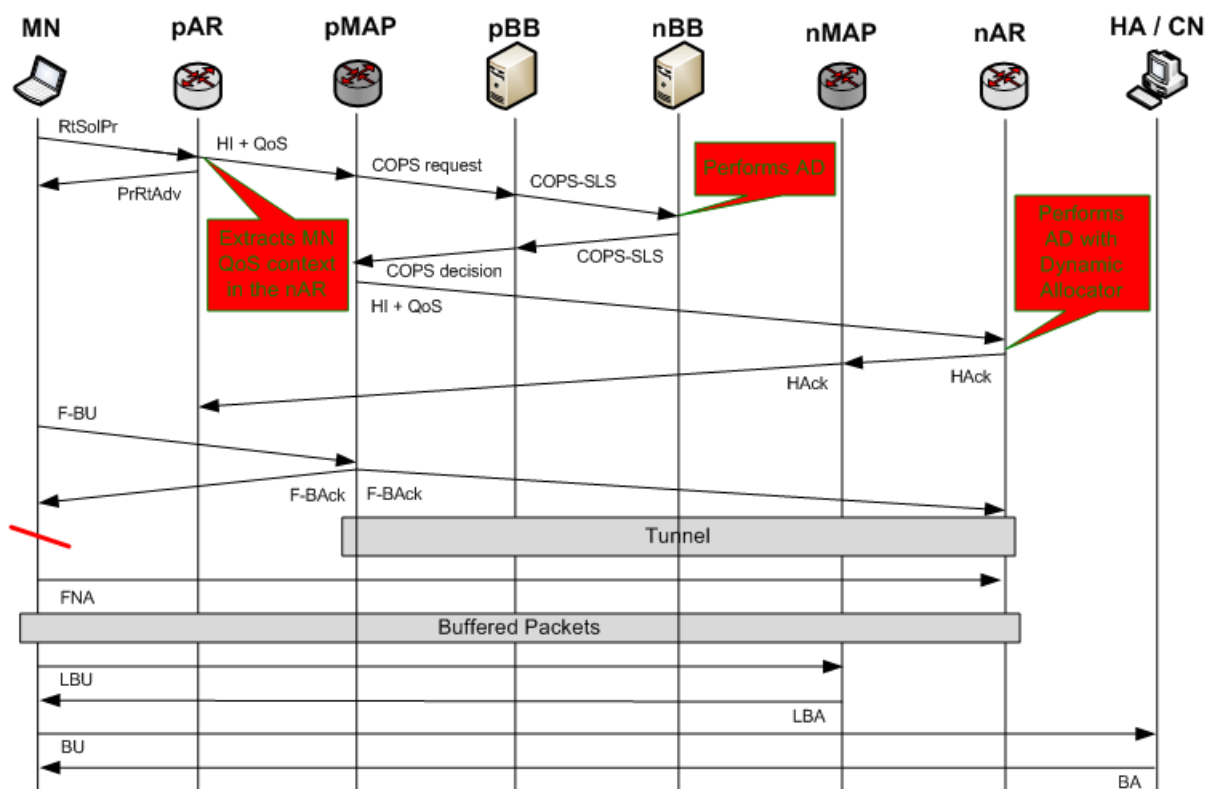 MN
pAR
pMAP
pBB
nBB
nMAP
nAR
HA / CN
RtSolPr
HI + QoS
COPS request
COPS-SLS
Performs AD
PrRtAdv
Extracts MN
QoS context
in the nAR
COPS-SLS
COPS decision
HI + QoS
Performs
AD with
Dynamic
Allocator
HAck
HAck
F-BU
F-BAck
F-BAck
Tunnel
FNA
Buffered Packets
LBU
LBA
BU
BA